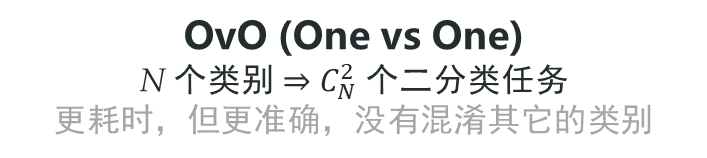 OvO (One vs One)
N 个类别 ⇒ C_N^2 个二分类任务
更耗时，但更准确，没有混淆其它的类别